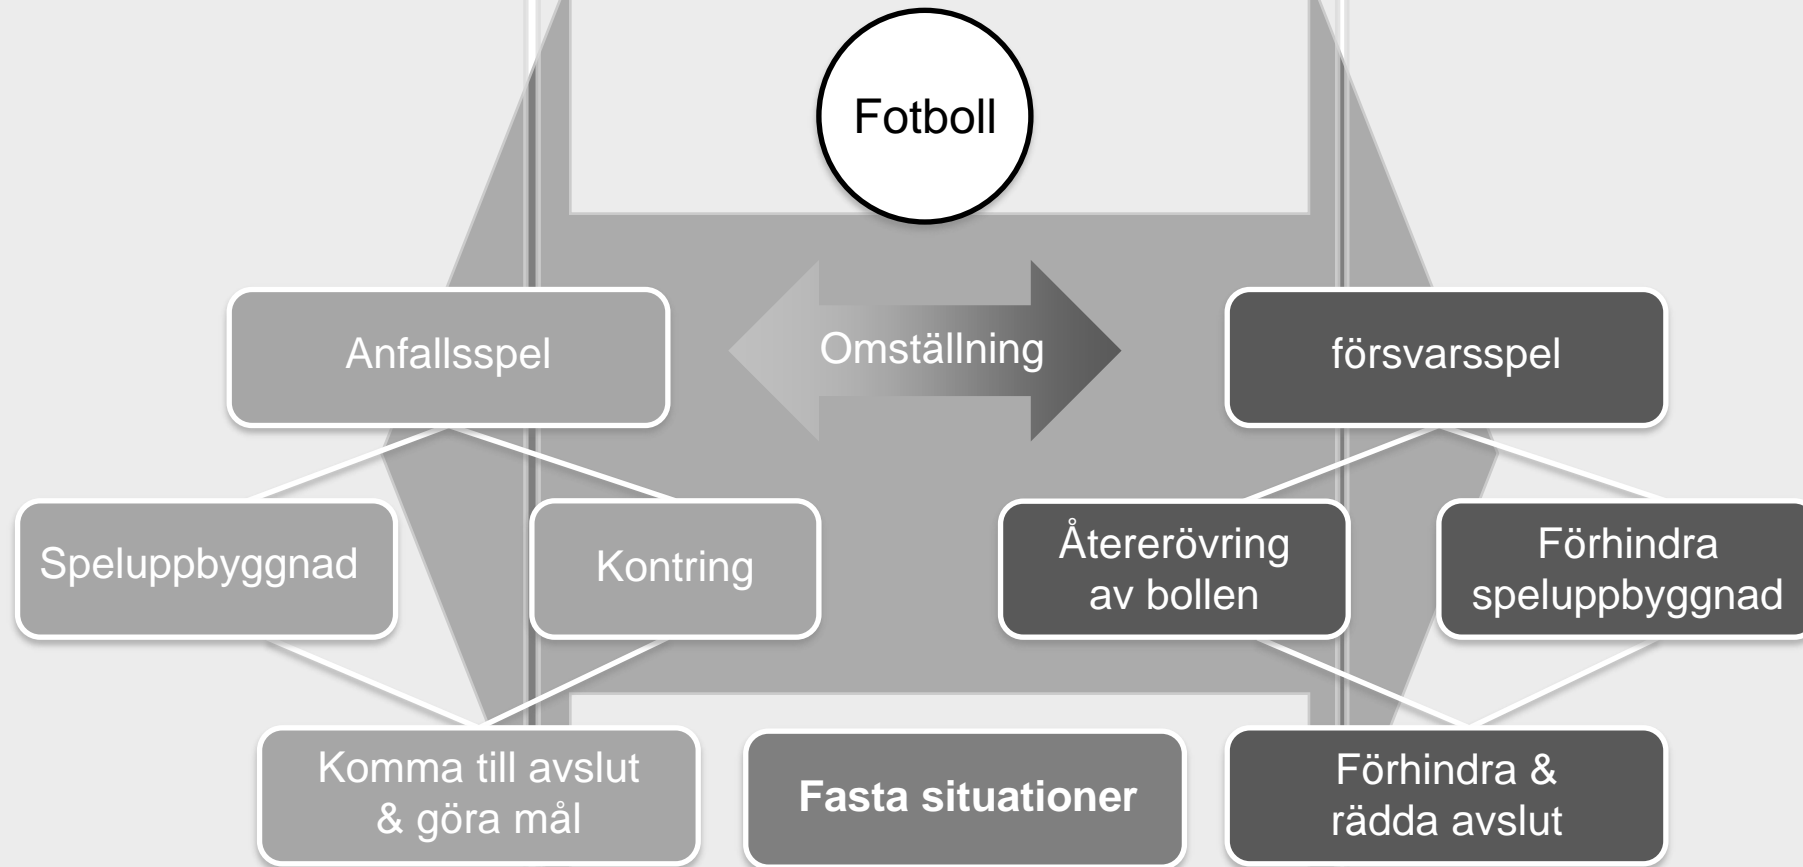 Fotboll
Anfallsspel
Omställning
försvarsspel
Speluppbyggnad
Kontring
Återerövring
av bollen
Förhindra
speluppbyggnad
Komma till avslut
& göra mål
Fasta situationer
Förhindra &
rädda avslut